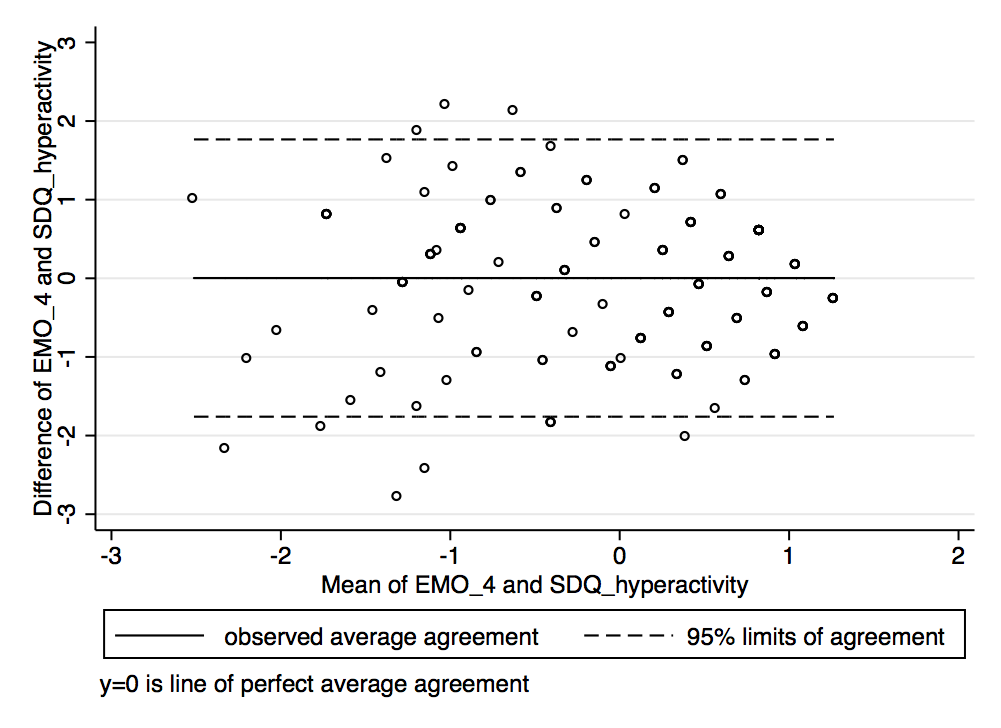 Difference of EMO_4 and SDQ_hyperactivity
3
2
1
0
-1
-2
-3
-3 -2 -1 0 1 2
Mean of EMO_4 and SDQ_hyperactivity
observed average agreement 95% limits of agreement
y=0 is line of perfect average agreement